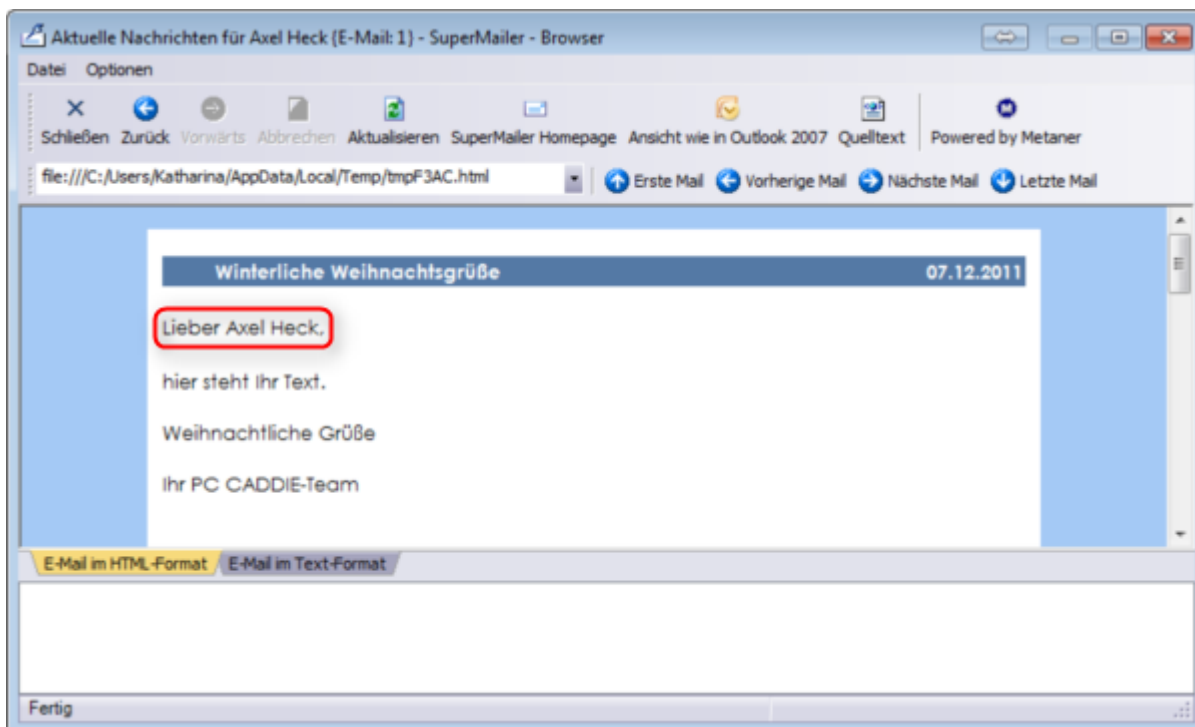 Aktuelle Nachrichten für Axel Heck (E-Mail: 1) - SuperMailer - Browser
Datei Optionen
Schließen Zurück Vorwärts Abbrechen Aktualisieren SuperMailer Homepage Ansicht wie in Outlook 2007 Quelltext Powered by Metaner
file:///C:/Users/Katharina/AppData/Local/Temp/tmpF3AC.html Erste Mail Vorherige Mail Nächste Mail Letzte Mail
Winterliche Weihnachtsgrüße 07.12.2011
Lieber Axel Heck,
hier steht Ihr Text.
Weihnachtliche Grüße
Ihr PC CADDIE-Team
E-Mail im HTML-Format E-Mail im Text-Format
Fertig